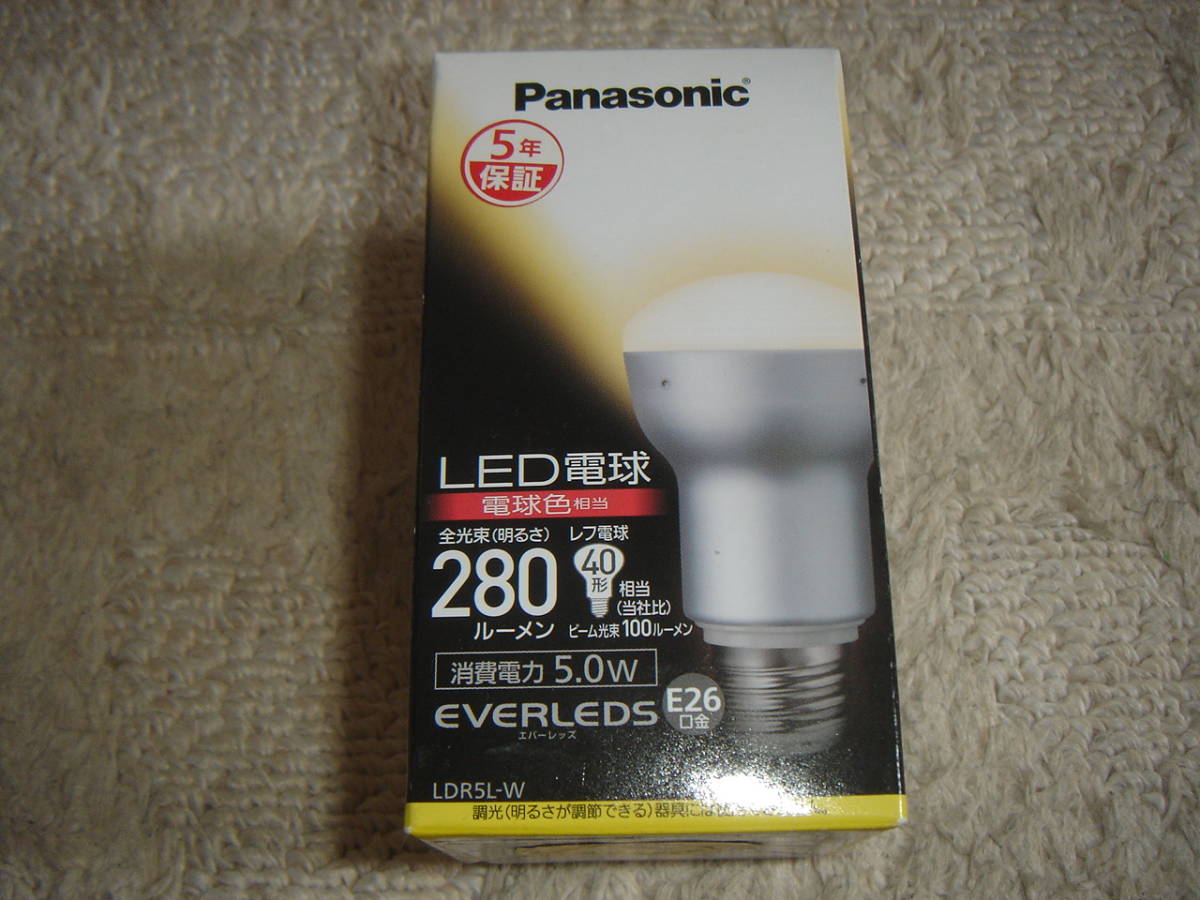 Panasonic®
5年
保証
LED電球
電球色相当
全光束(明るさ)
280
ルーメン
レフ電球
40
形
相当
(当社比)
ビーム光束100ルーメン
消費電力 5.0W
EVERLEDS
エバーレッズ
E26
口金
LDR5L-W
調光(明るさが調節できる)器具には